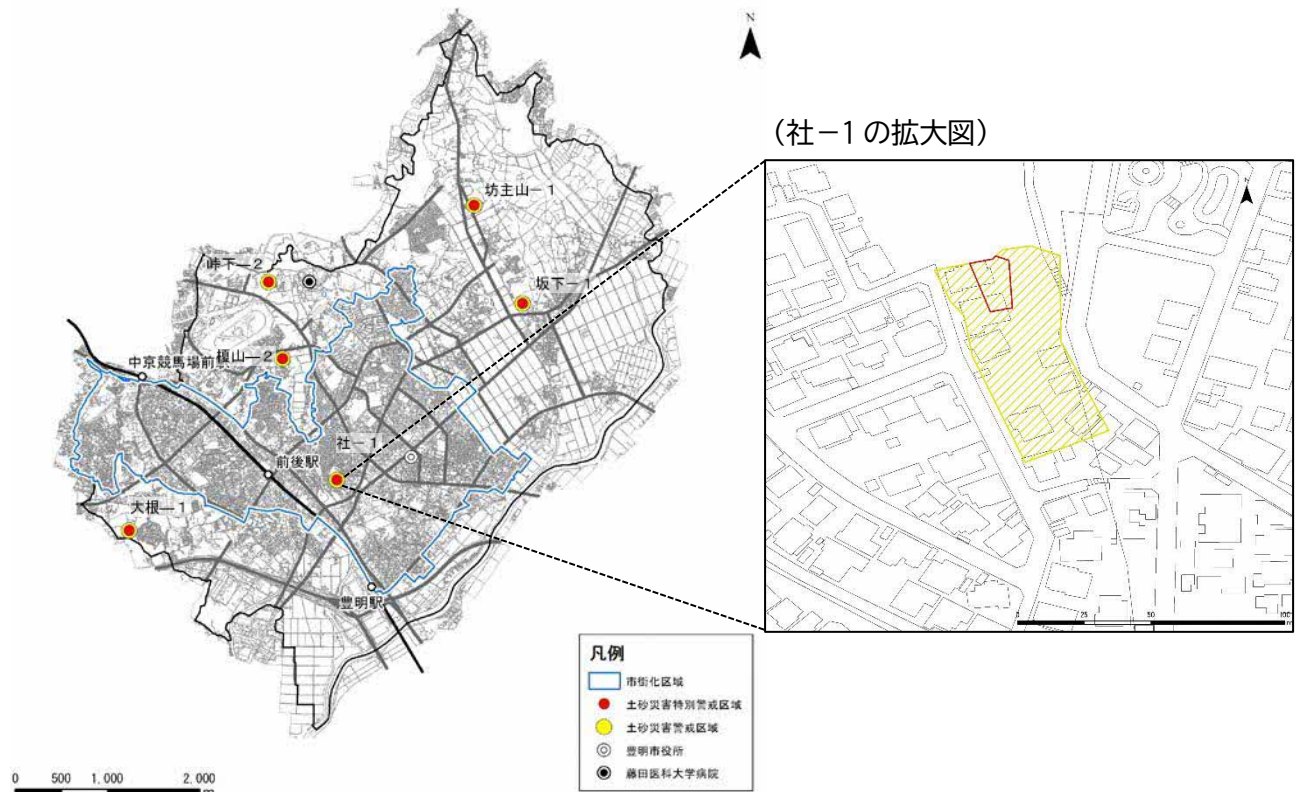 N
(社－1の拡大図)
N
坊主山－1
峠下－2
坂下－1
榎山－2
中京競馬場前
社－1
前後駅
大根－1
豊明駅
0 25 50 100
m
凡例
市街化区域
土砂災害特別警戒区域
土砂災害警戒区域
豊明市役所
藤田医科大学病院
0 500 1,000 2,000
m